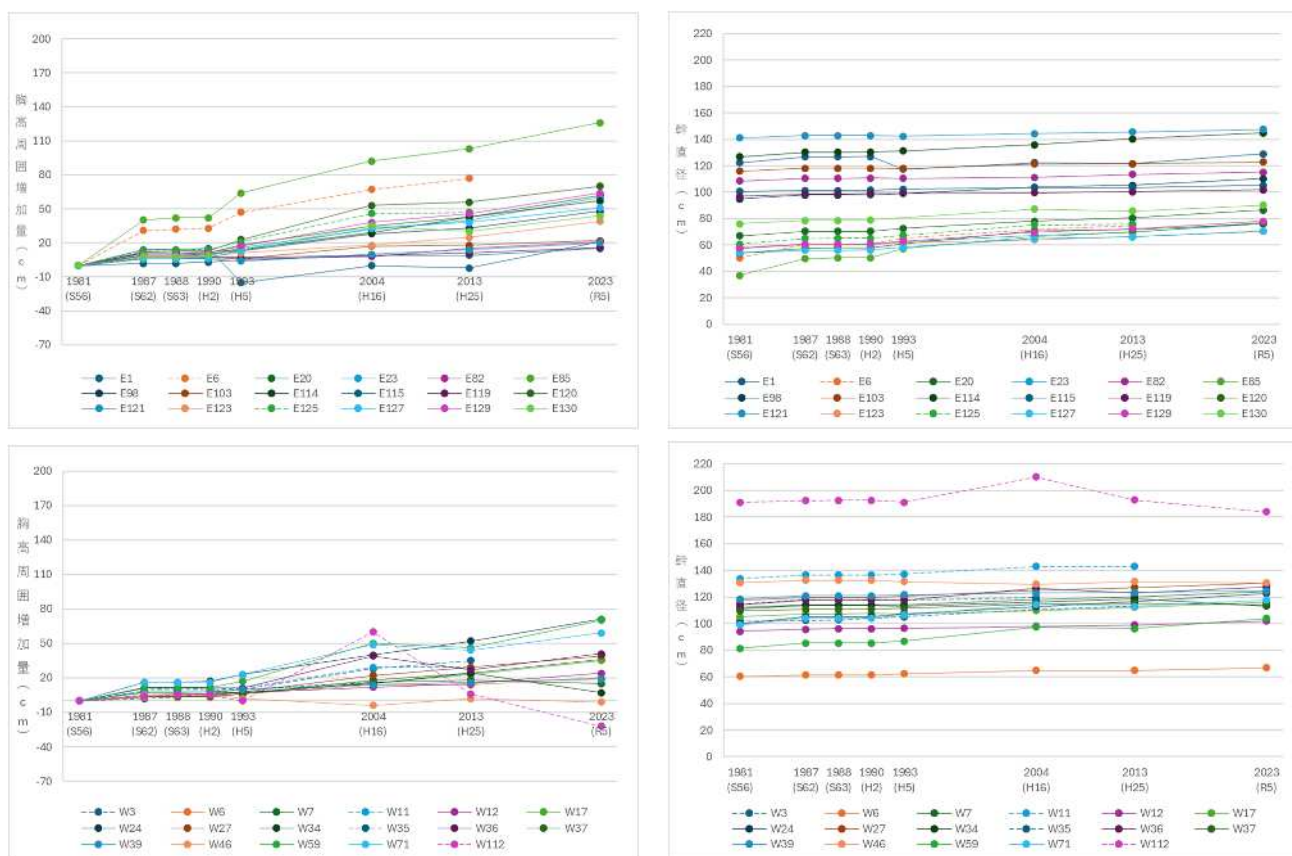 胸高周囲増加量(cm)
200
170
140
110
80
50
20
-10
-40
-70
1981 1987 1988 1990 1993 2004 2013 2023
(S56) (S62) (S63) (H2) (H5) (H16) (H25) (R5)
E1 E6 E20 E23 E82 E85
E98 E103 E114 E115 E119 E120
E121 E123 E125 E127 E129 E130
幹直径(cm)
220
200
180
160
140
120
100
80
60
40
20
0
1981 1987 1988 1990 1993 2004 2013 2023
(S56) (S62) (S63) (H2) (H5) (H16) (H25) (R5)
E1 E6 E20 E23 E82 E85
E98 E103 E114 E115 E119 E120
E121 E123 E125 E127 E129 E130
胸高周囲増加量(cm)
200
170
140
110
80
50
20
-10
-40
-70
1981 1987 1988 1990 1993 2004 2013 2023
(S56) (S62) (S63) (H2) (H5) (H16) (H25) (R5)
W3 W6 W7 W11 W12 W17
W24 W27 W34 W35 W36 W37
W39 W46 W59 W71 W112
幹直径(cm)
220
200
180
160
140
120
100
80
60
40
20
0
1981 1987 1988 1990 1993 2004 2013 2023
(S56) (S62) (S63) (H2) (H5) (H16) (H25) (R5)
W3 W6 W7 W11 W12 W17
W24 W27 W34 W35 W36 W37
W39 W46 W59 W71 W112